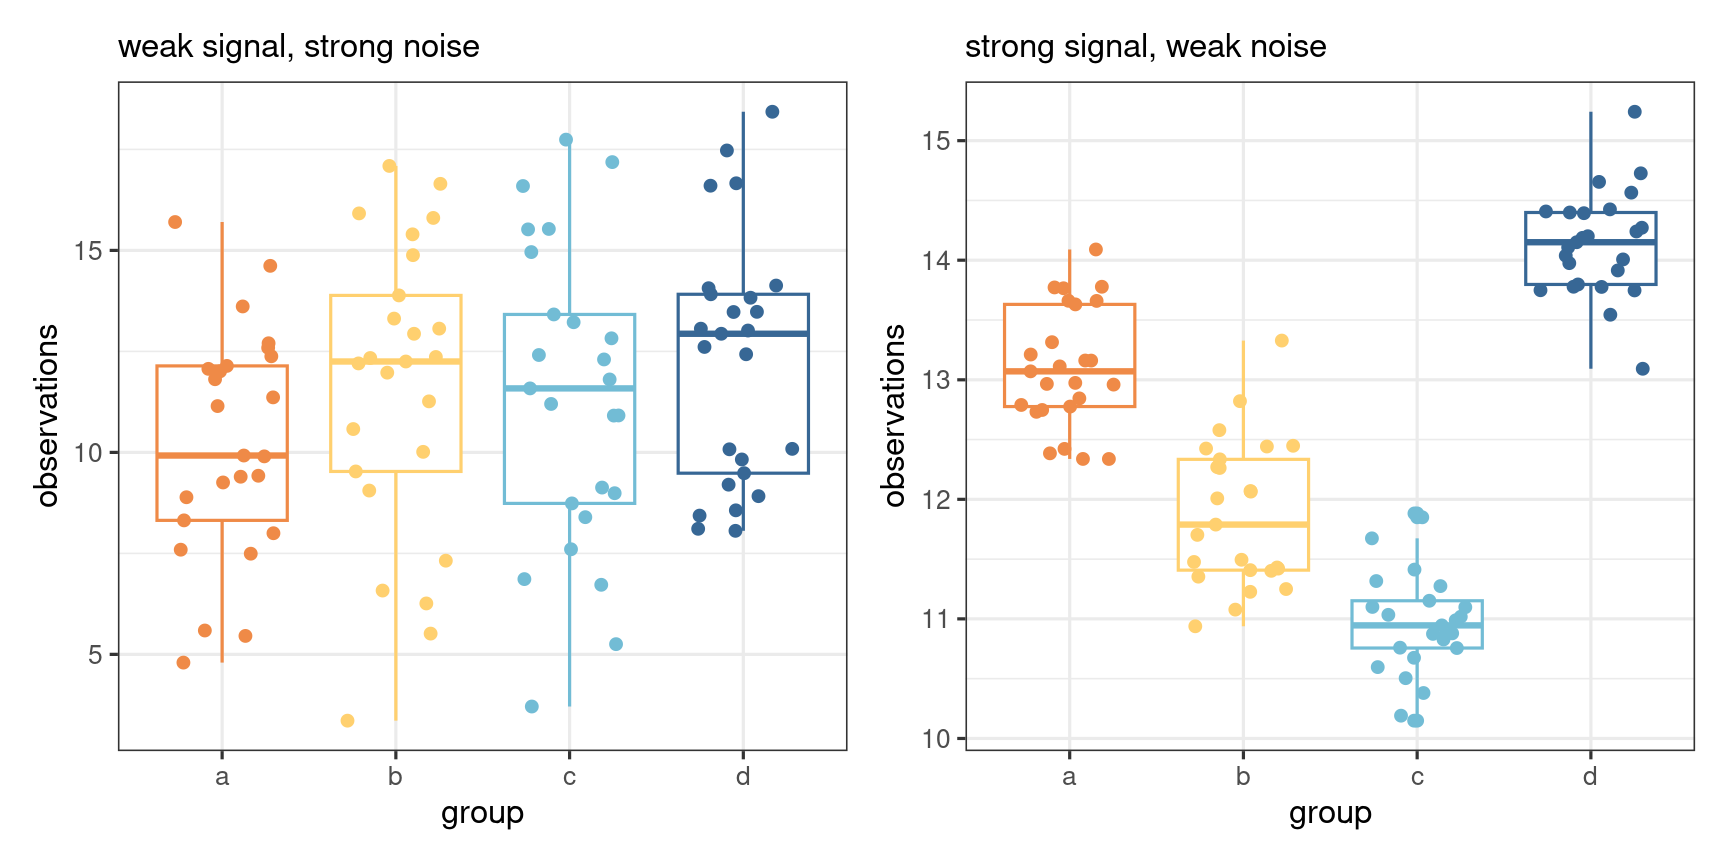 weak signal, strong noise
observations
15
10
5
a b c d
group
strong signal, weak noise
observations
15
14
13
12
11
10
a b c d
group